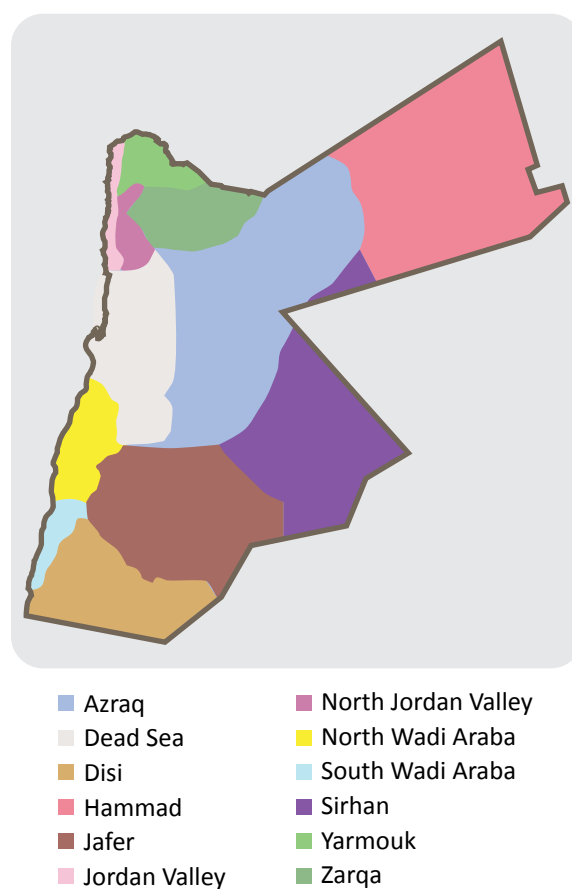 Azraq
Dead Sea
Disi
Hammad
Jafer
Jordan Valley
North Jordan Valley
North Wadi Araba
South Wadi Araba
Sirhan
Yarmouk
Zarqa